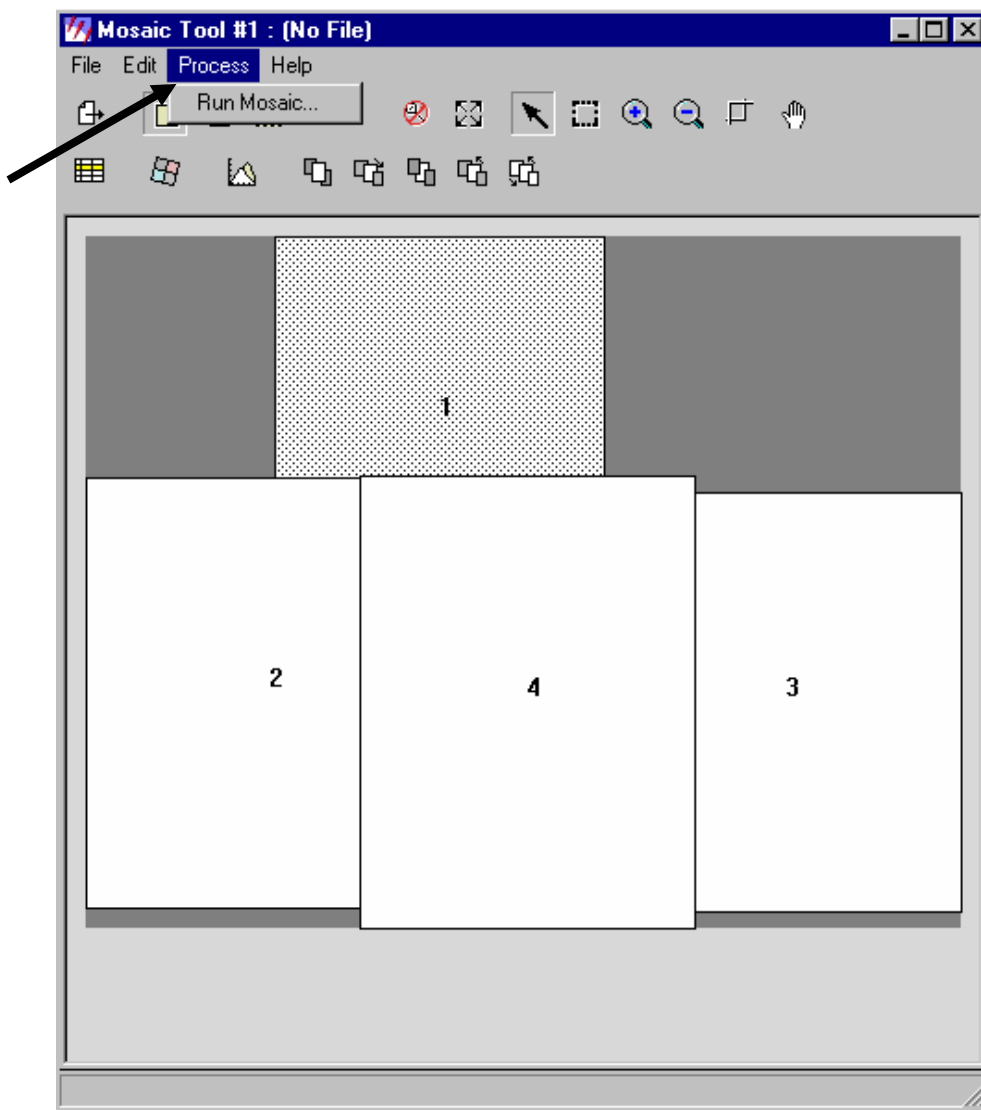 Mosaic Tool #1 : (No File)
File Edit Process Help
Run Mosaic...
1
2 4 3